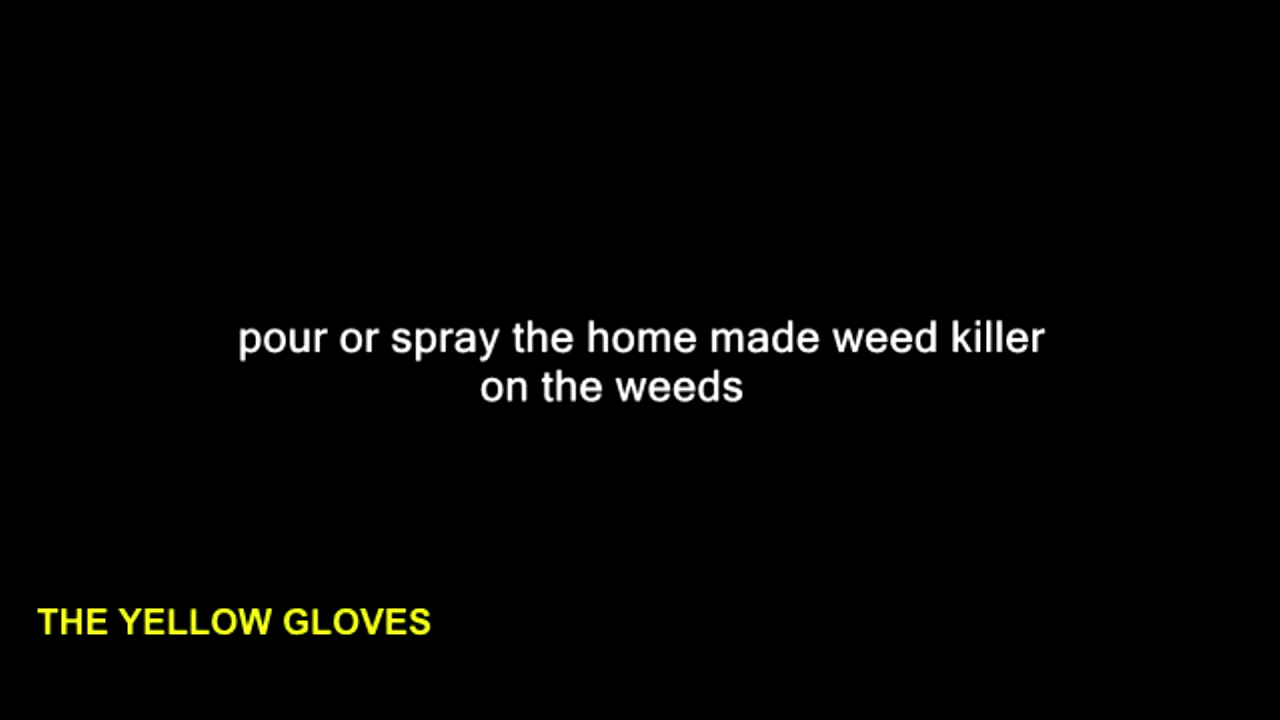 pour or spray the home made weed killer
on the weeds
THE YELLOW GLOVES